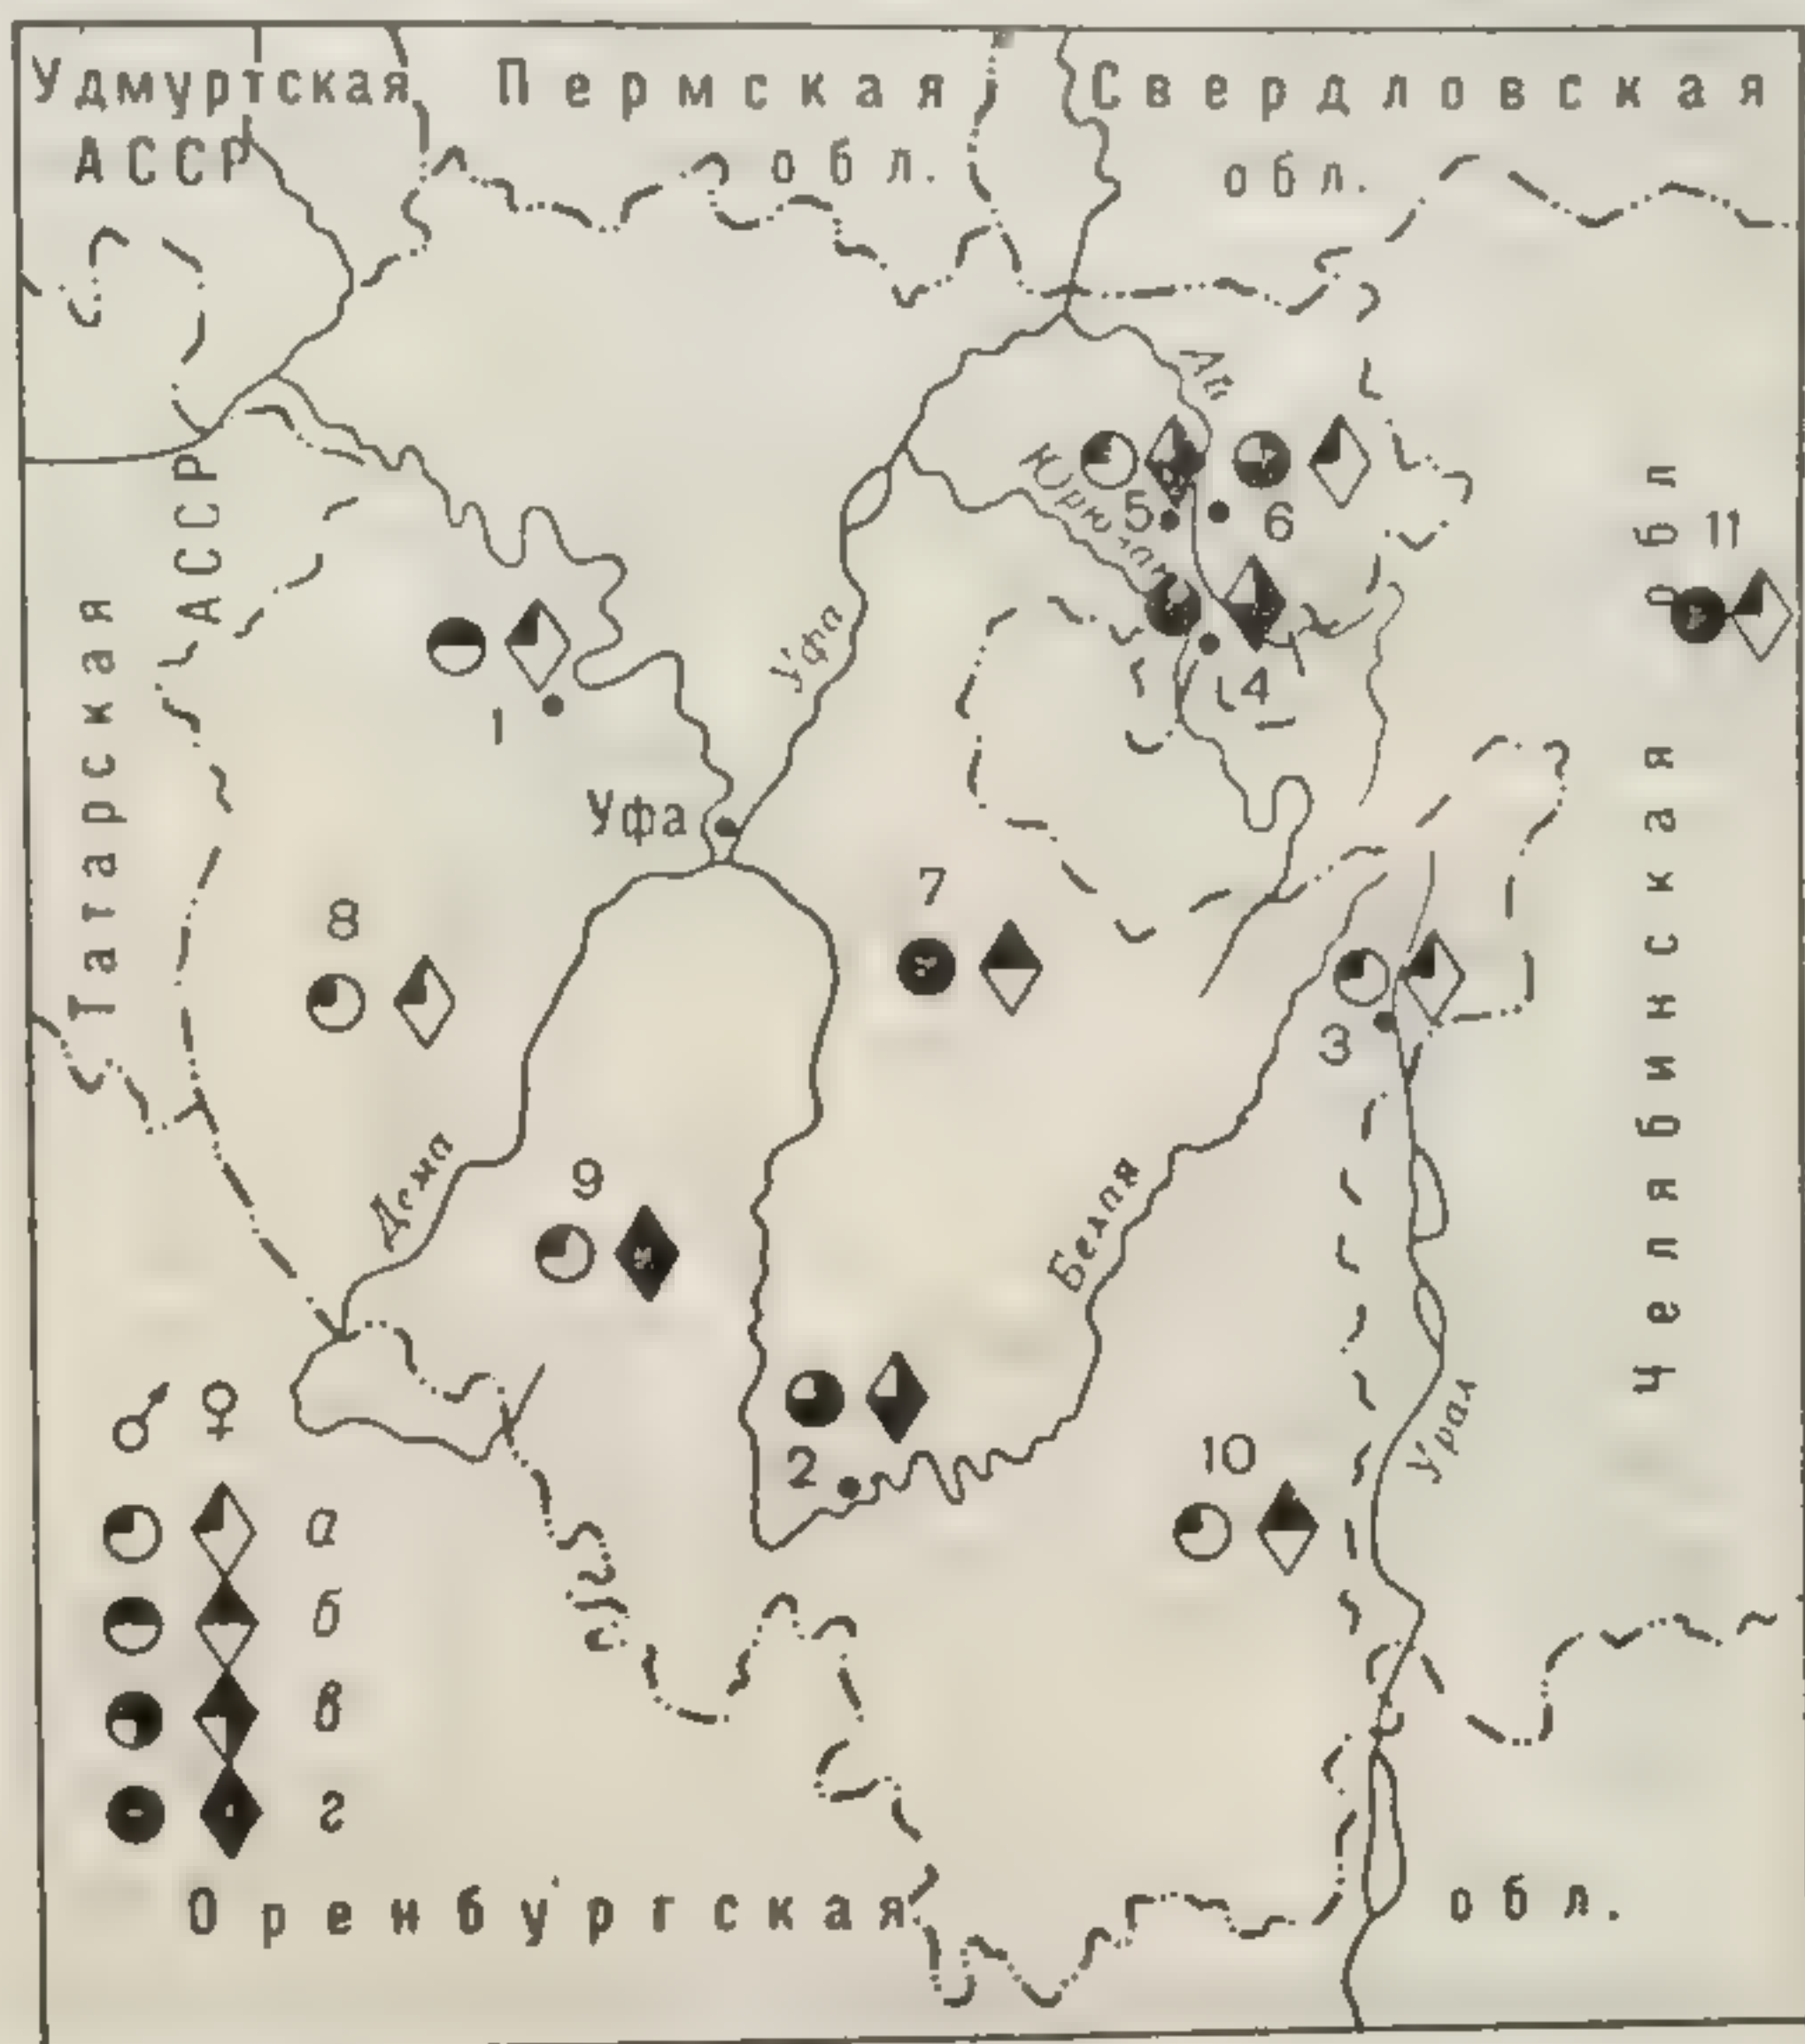 Удмуртская
АССР
Пермская
обл.
Свердловская
обл.
Татарская
АССР
Челябинская
обл
Ай
Уфа
5
6
11
4
1
Уфа
7
8
3
Дема
9
Белая
2
10
Урал
♂ ♀
а
б
в
г
Оренбургская
обл.